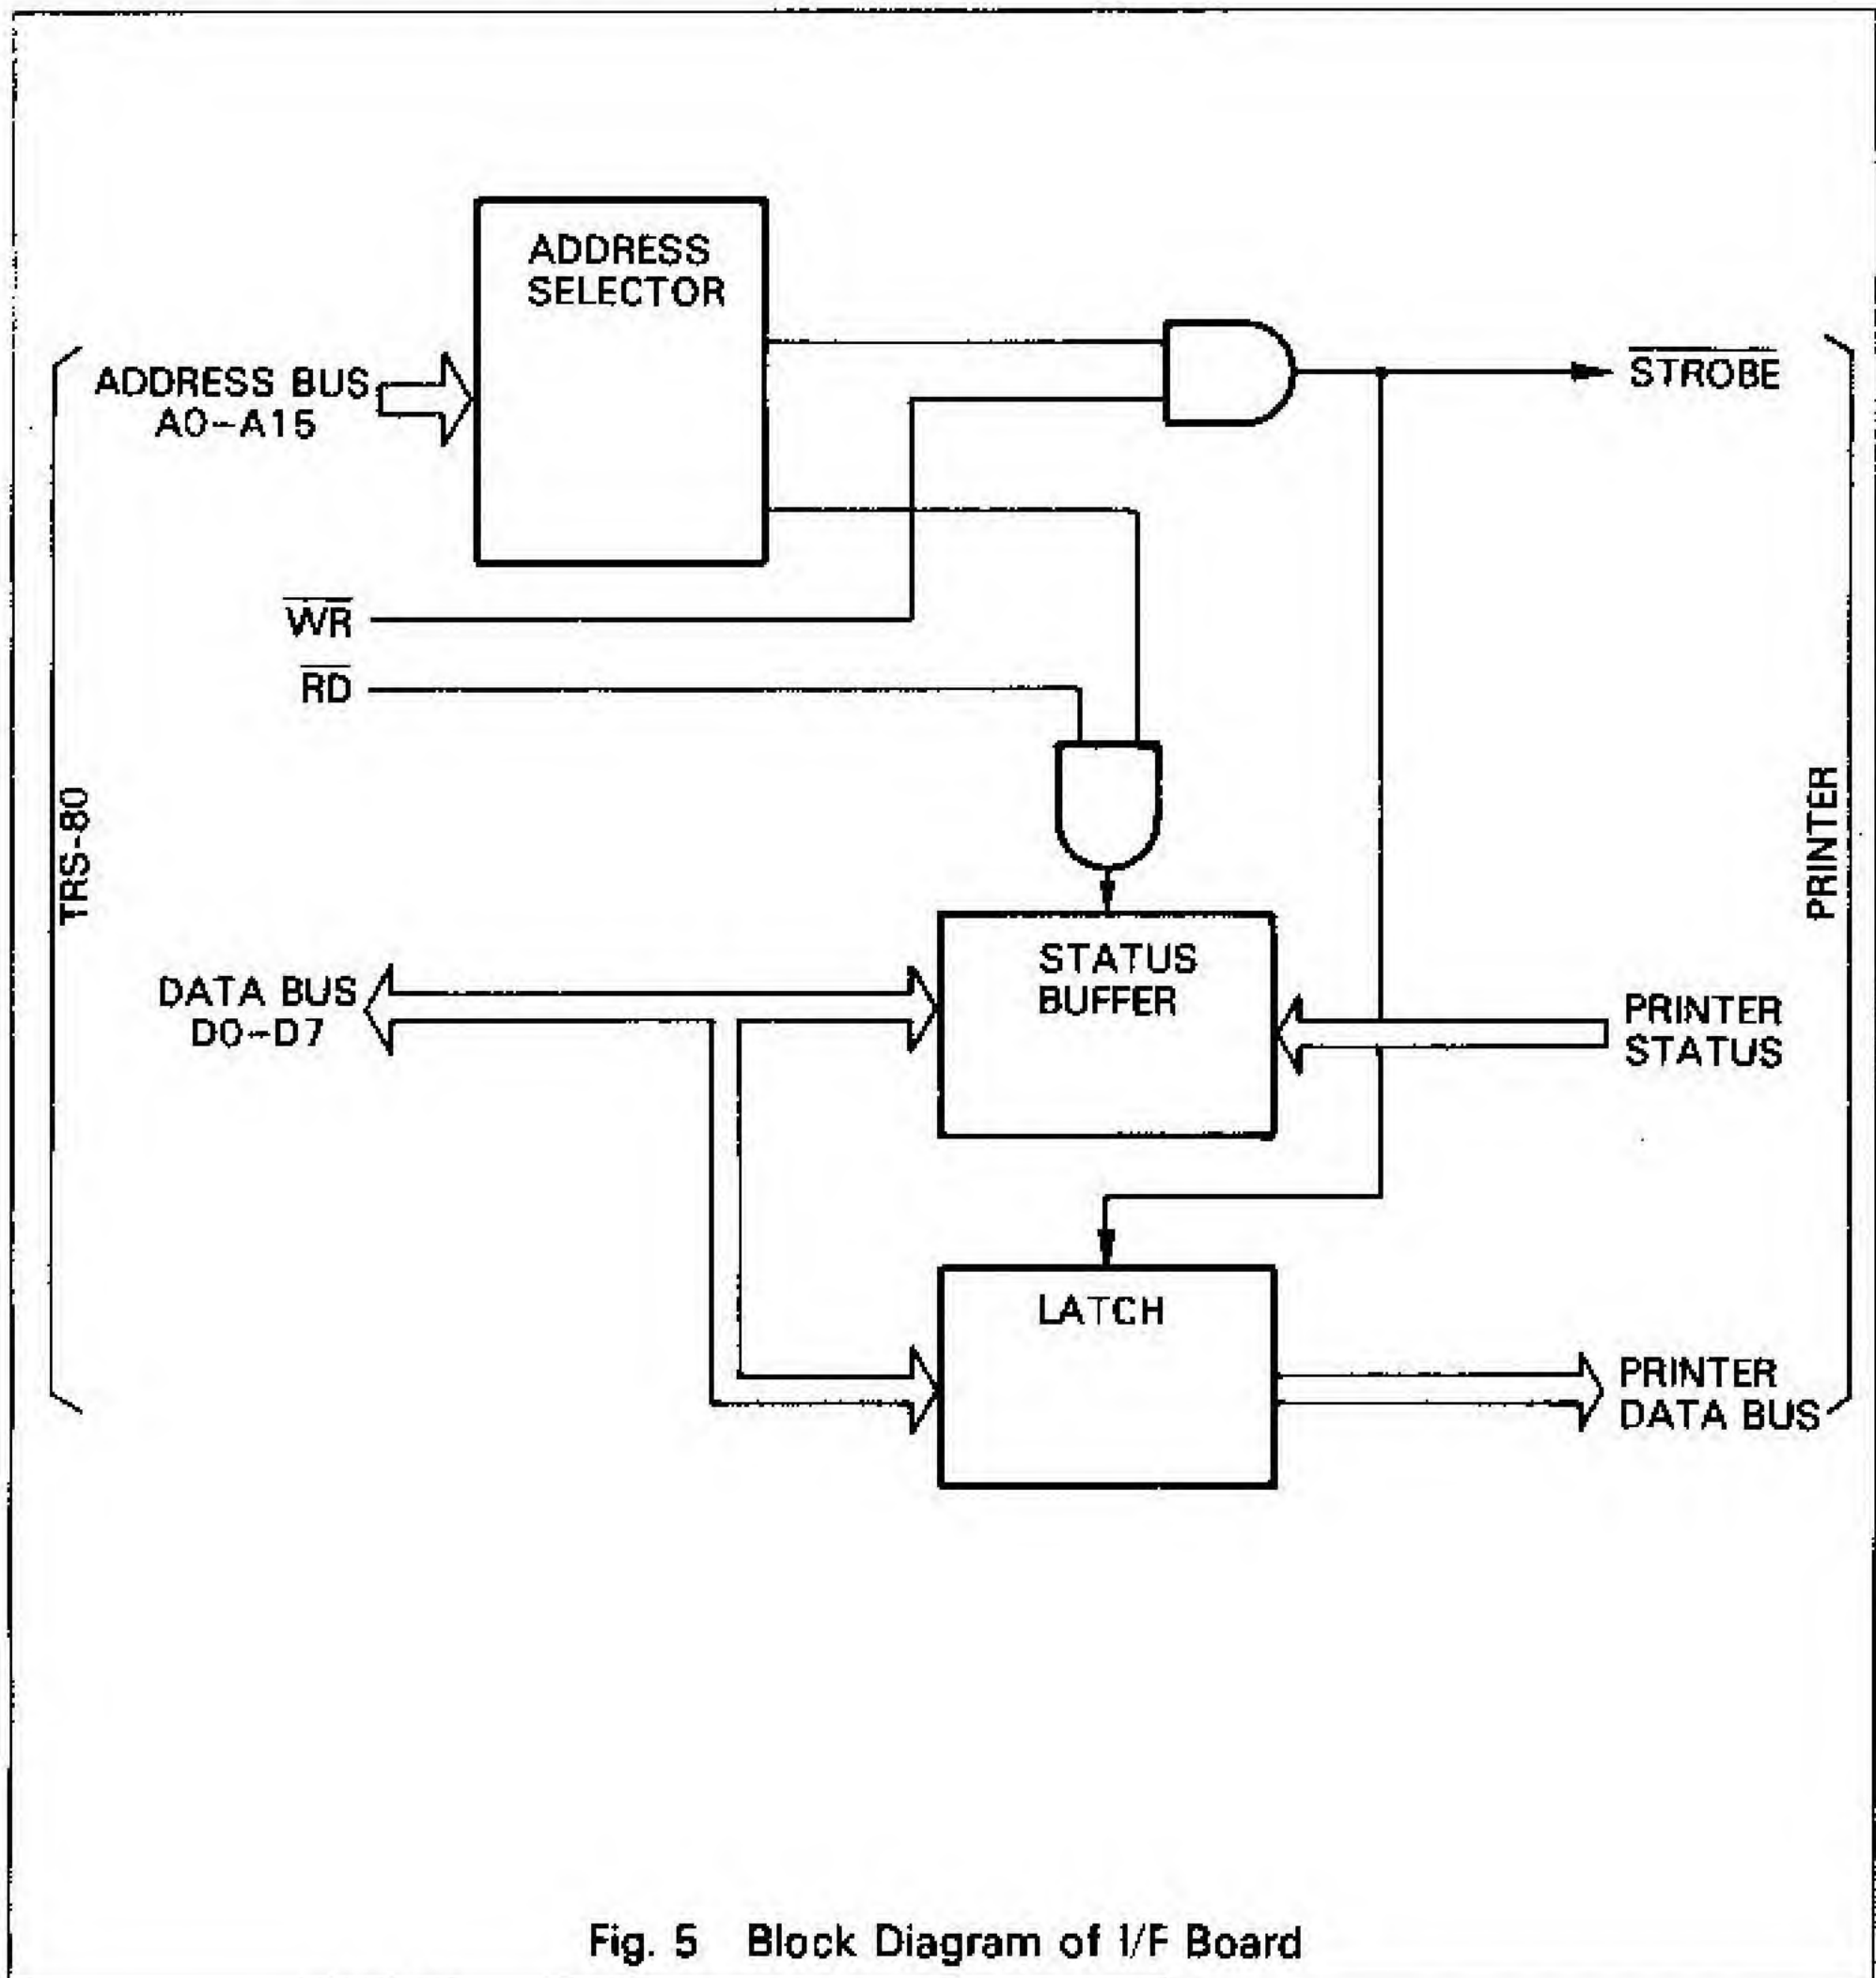 ADDRESS
SELECTOR
ADDRESS BUS
A0-A15
STROBE
WR
RD
TRS-80
PRINTER
STATUS
BUFFER
DATA BUS
D0-D7
PRINTER
STATUS
LATCH
PRINTER
DATA BUS
Fig. 5 Block Diagram of I/F Board